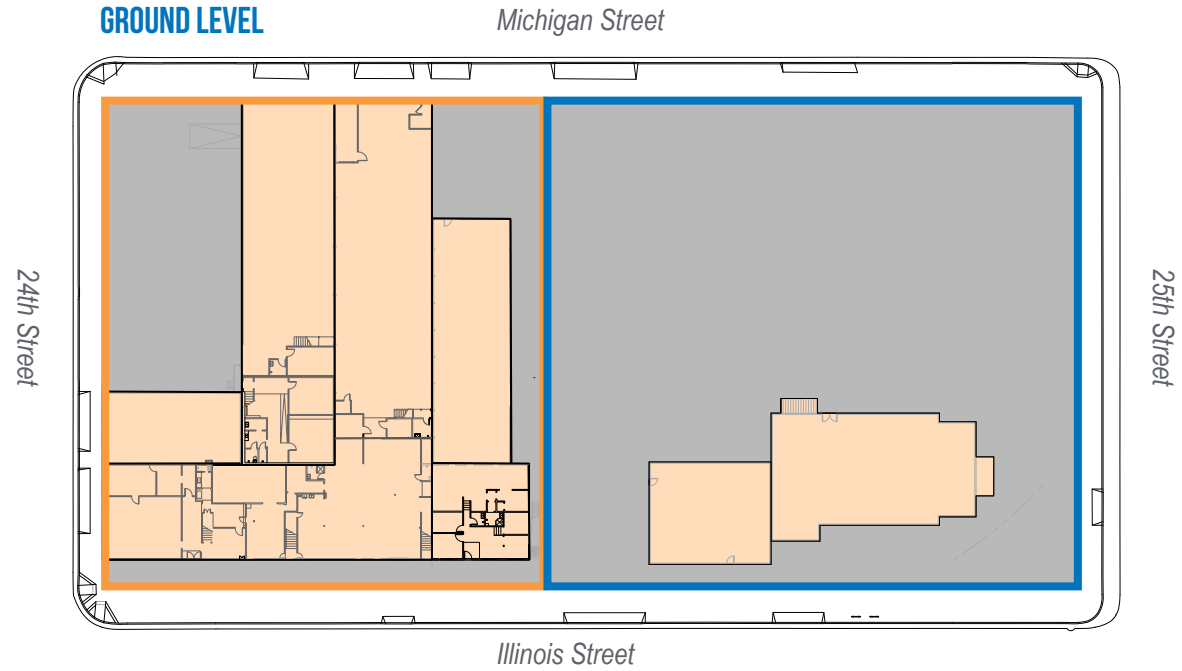 GROUND LEVEL
Michigan Street
24th Street
25th Street
Illinois Street